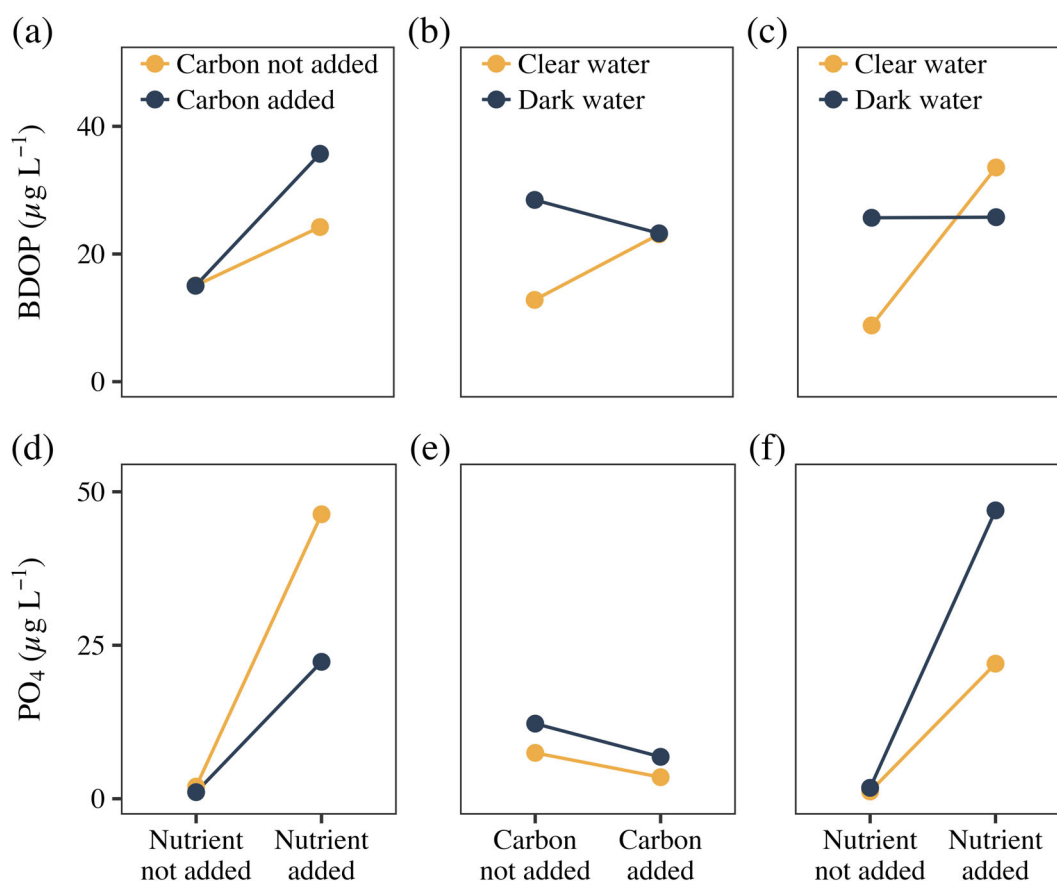 (a)
(b)
(c)
Carbon not added
Carbon added
Clear water
Dark water
Clear water
Dark water
BDOP (µg L⁻¹)
40
20
0
(d)
(e)
(f)
PO₄ (µg L⁻¹)
50
25
0
Nutrient
not added
Nutrient
added
Carbon
not added
Carbon
added
Nutrient
not added
Nutrient
added